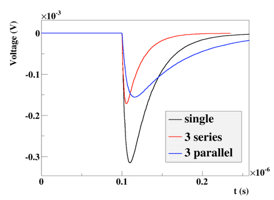 ×10⁻³
Voltage (V)
0
-0.1
-0.2
-0.3
single
3 series
3 parallel
0
0.1
0.2
×10⁻⁶
t (s)